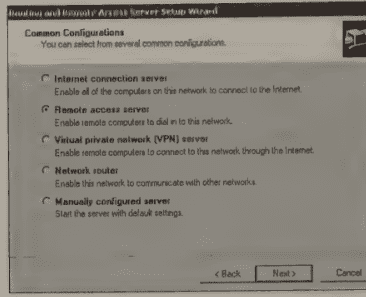 Routing and Remote Access Server Setup Wizard
Common Configurations
You can select from several common configurations.
Internet connection server
Enable all of the computers on this network to connect to the Internet.
Remote access server
Enable remote computers to dial in to this network.
Virtual private network (VPN) server
Enable remote computers to connect to this network through the Internet.
Network router
Enable this network to communicate with other networks.
Manually configured server
Start the server with default settings.
< Back
Next >
Cancel